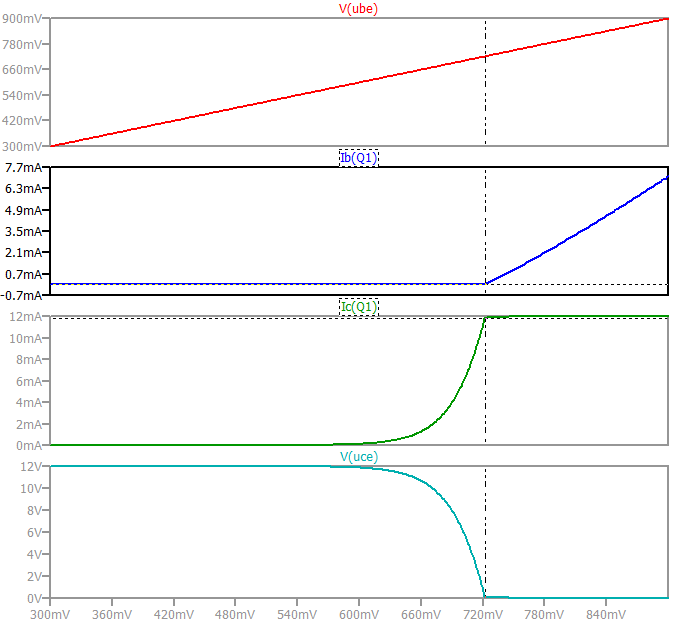 V(ube)
900mV
780mV
660mV
540mV
420mV
300mV
Ib(Q1)
7.7mA
6.3mA
4.9mA
3.5mA
2.1mA
0.7mA
-0.7mA
Ic(Q1)
12mA
10mA
8mA
6mA
4mA
2mA
0mA
V(uce)
12V
10V
8V
6V
4V
2V
0V
300mV 360mV 420mV 480mV 540mV 600mV 660mV 720mV 780mV 840mV